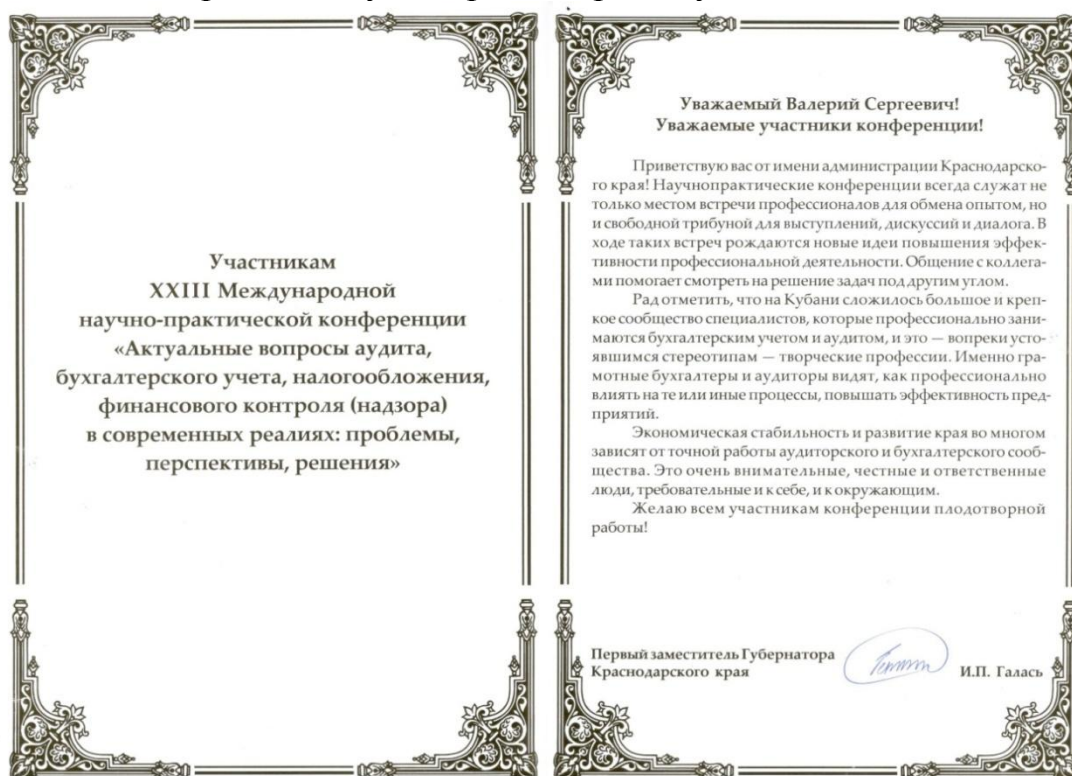 Участникам
XXIII Международной
научно-практической конференции
«Актуальные вопросы аудита,
бухгалтерского учета, налогообложения,
финансового контроля (надзора)
в современных реалиях: проблемы,
перспективы, решения»
Уважаемый Валерий Сергеевич!
Уважаемые участники конференции!
Приветствую вас от имени администрации Краснодарско-
го края! Научнопрактические конференции всегда служат не
только местом встречи профессионалов для обмена опытом, но
и свободной трибуной для выступлений, дискуссий и диалога. В
ходе таких встреч рождаются новые идеи повышения эффек-
тивности профессиональной деятельности. Общение с коллега-
ми помогает смотреть на решение задач под другим углом.
Рад отметить, что на Кубани сложилось большое и креп-
кое сообщество специалистов, которые профессионально зани-
маются бухгалтерским учетом и аудитом, и это — вопреки усто-
явшимся стереотипам — творческие профессии. Именно гра-
мотные бухгалтеры и аудиторы видят, как профессионально
влиять на те или иные процессы, повышать эффективность пред-
приятий.
Экономическая стабильность и развитие края во многом
зависят от точной работы аудиторского и бухгалтерского сооб-
щества. Это очень внимательные, честные и ответственные
люди, требовательные и к себе, и к окружающим.
Желаю всем участникам конференции плодотворной
работы!
Первый заместитель Губернатора
Краснодарского края
И.П. Галась